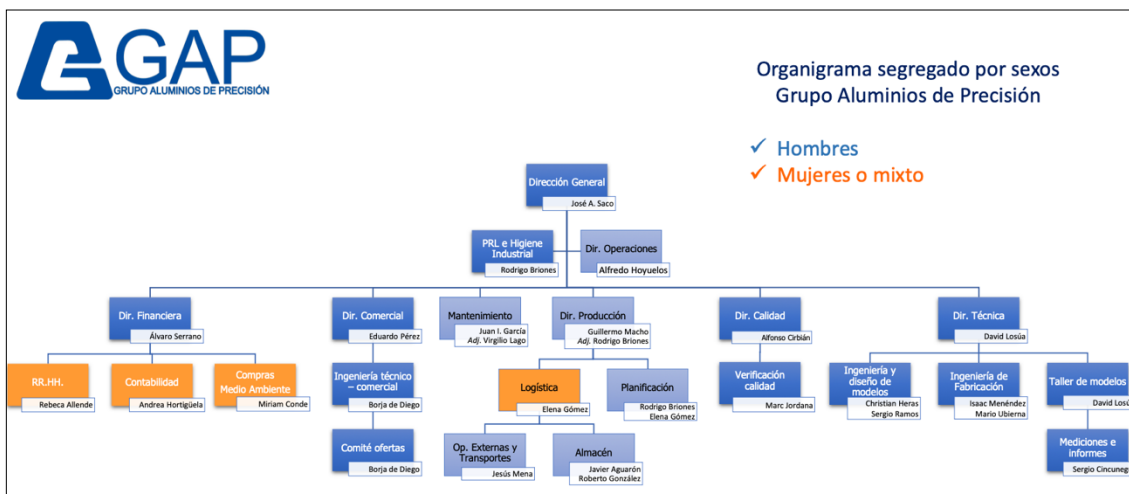 GAP
GRUPO ALUMINIOS DE PRECISIÓN
Organigrama segregado por sexos
Grupo Aluminios de Precisión
✓ Hombres
✓ Mujeres o mixto
Dirección General
José A. Saco
PRL e Higiene
Industrial
Rodrigo Briones
Dir. Operaciones
Alfredo Hoyuelos
Dir. Financiera
Álvaro Serrano
Dir. Comercial
Eduardo Pérez
Mantenimiento
Juan I. García
Adj. Virgilio Lago
Dir. Producción
Guillermo Macho
Adj. Rodrigo Briones
Dir. Calidad
Alfonso Cirbián
Dir. Técnica
David Losúa
RR.HH.
Rebeca Allende
Contabilidad
Andrea Hortigüela
Compras
Medio Ambiente
Miriam Conde
Ingeniería técnico
– comercial
Borja de Diego
Logística
Elena Gómez
Planificación
Rodrigo Briones
Elena Gómez
Verificación
calidad
Marc Jordana
Ingeniería y
diseño de
modelos
Christian Heras
Sergio Ramos
Ingeniería de
Fabricación
Isaac Menéndez
Mario Ubierna
Taller de modelos
David Losúa
Comité ofertas
Borja de Diego
Op. Externas y
Transportes
Jesús Mena
Almacén
Javier Aguarón
Roberto González
Mediciones e
informes
Sergio Cincuneg